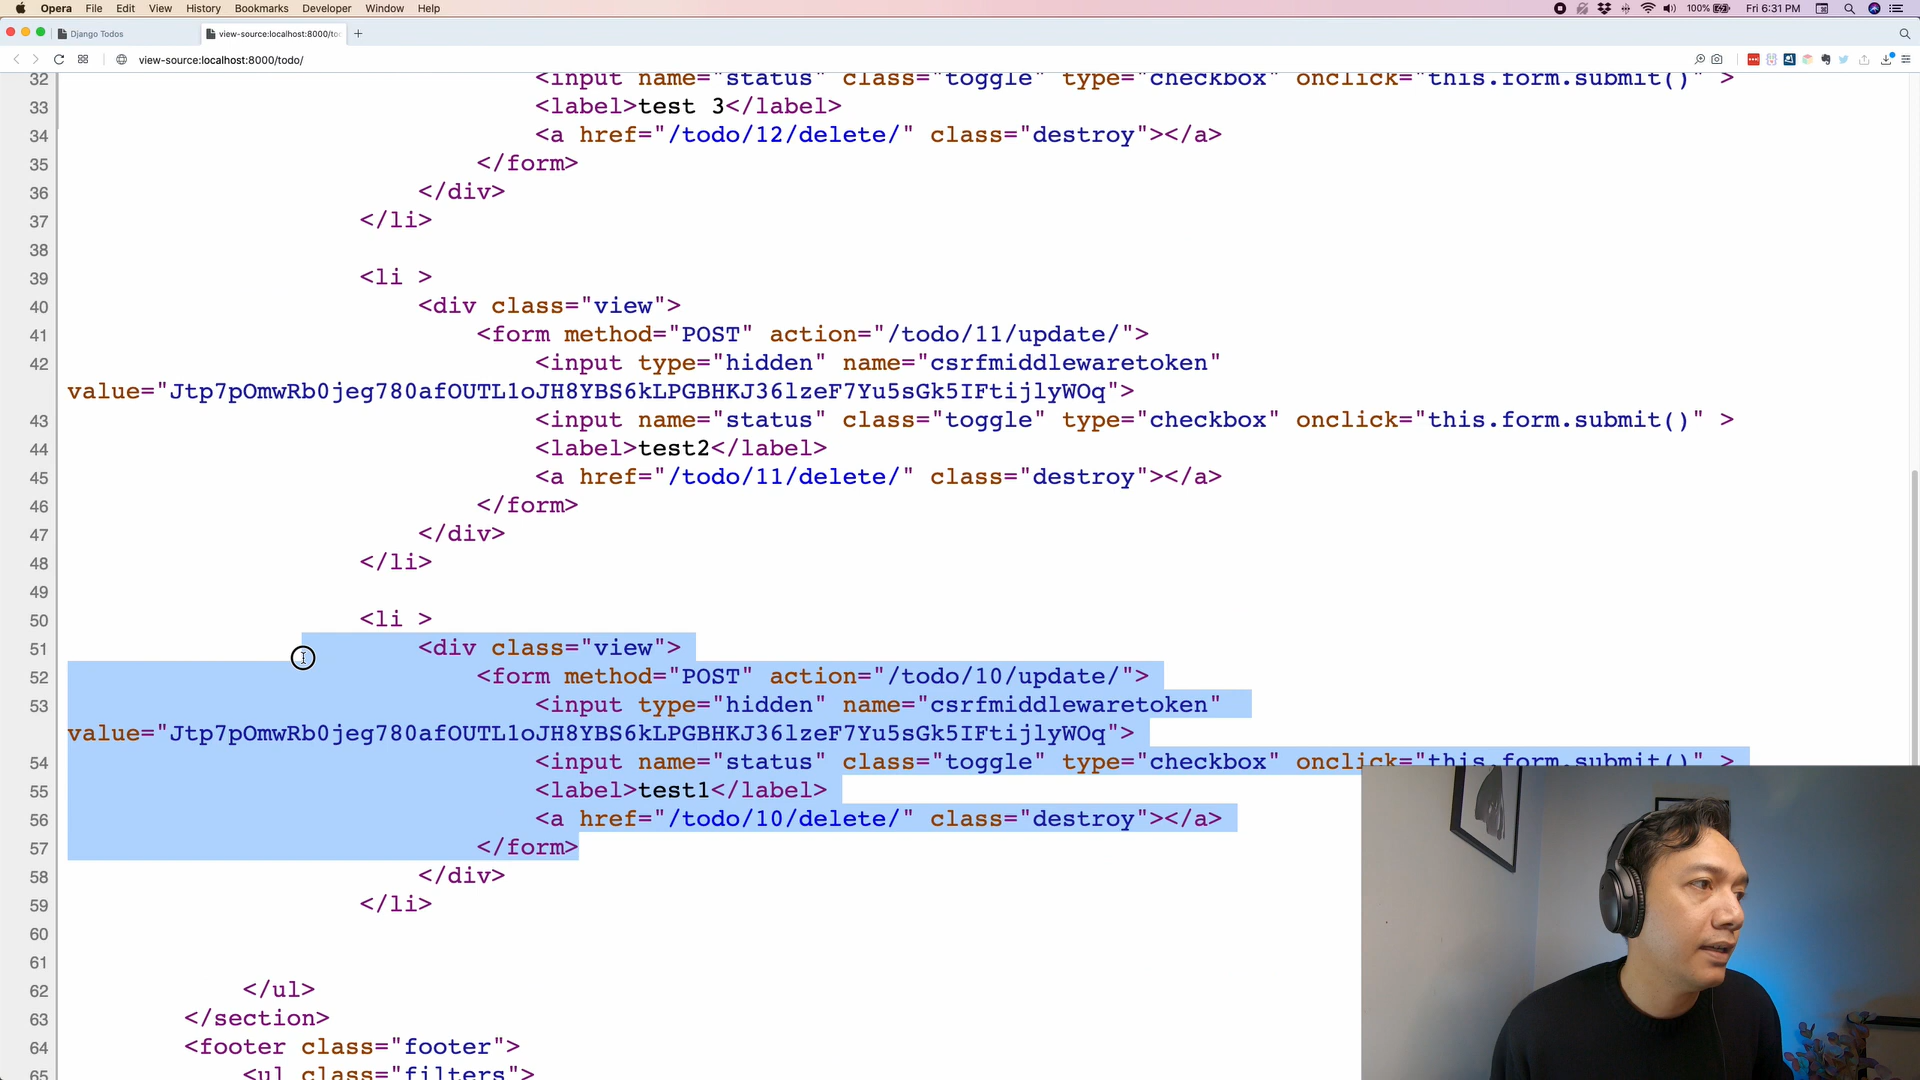 Opera File Edit View History Bookmarks Developer Window Help 100% Fri 6:31 PM
Django Todos view-source:localhost:8000/to
view-source:localhost:8000/todo/
32 <input name="status" class="toggle" type="checkbox" onclick="this.form.submit()" >
33 <label>test 3</label>
34 <a href="/todo/12/delete/" class="destroy"></a>
35 </form>
36 </div>
37 </li>
38
39 <li >
40 <div class="view">
41 <form method="POST" action="/todo/11/update/">
42 <input type="hidden" name="csrfmiddlewaretoken"
value="Jtp7pOmwRb0jeg780afOUTL1oJH8YBS6kLPGBHKJ36lzeF7Yu5sGk5IFtijlyWOq">
43 <input name="status" class="toggle" type="checkbox" onclick="this.form.submit()" >
44 <label>test2</label>
45 <a href="/todo/11/delete/" class="destroy"></a>
46 </form>
47 </div>
48 </li>
49
50 <li >
51 <div class="view">
52 <form method="POST" action="/todo/10/update/">
53 <input type="hidden" name="csrfmiddlewaretoken"
value="Jtp7pOmwRb0jeg780afOUTL1oJH8YBS6kLPGBHKJ36lzeF7Yu5sGk5IFtijlyWOq">
54 <input name="status" class="toggle" type="checkbox" onclick="this.form.submit()" >
55 <label>test1</label>
56 <a href="/todo/10/delete/" class="destroy"></a>
57 </form>
58 </div>
59 </li>
60
61
62 </ul>
63 </section>
64 <footer class="footer">
65 <ul class="filters">